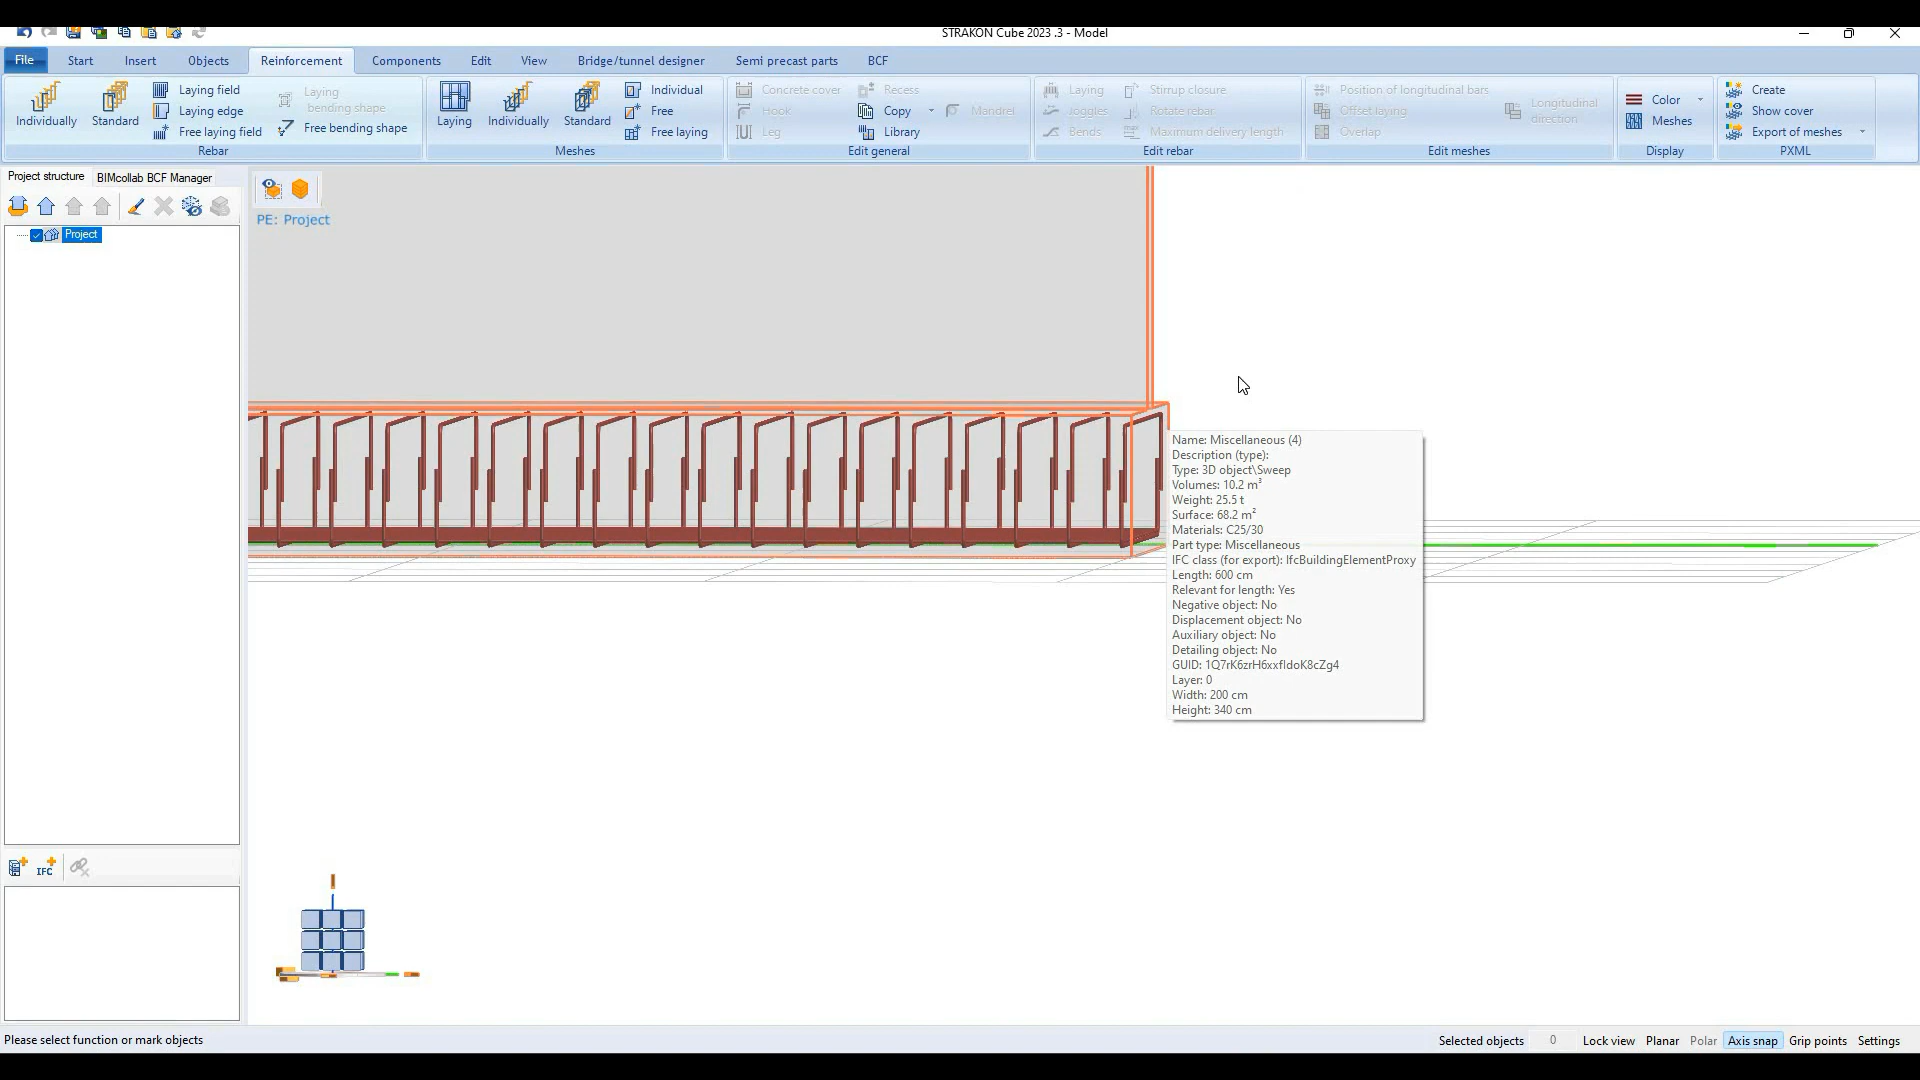 STRAKON Cube 2023 .3 - Model
File Start Insert Objects Reinforcement Components Edit View Bridge/tunnel designer Semi precast parts BCF
Individually
Standard
Laying field
Laying edge
Free laying field
Laying
bending shape
Free bending shape
Rebar
Laying
Individually
Standard
Individual
Free
Free laying
Meshes
Concrete cover
Hook
Leg
Recess
Copy
Library
Mandrel
Edit general
Laying
Joggles
Bends
Stirrup closure
Rotate rebar
Maximum delivery length
Edit rebar
Position of longitudinal bars
Offset laying
Overlap
Longitudinal
direction
Edit meshes
Color
Meshes
Display
Create
Show cover
Export of meshes
PXML
Project structure BIMcollab BCF Manager
Project
IFC
PE: Project
Name: Miscellaneous (4)
Description (type):
Type: 3D object\Sweep
Volumes: 10.2 m³
Weight: 25.5 t
Surface: 68.2 m²
Materials: C25/30
Part type: Miscellaneous
IFC class (for export): IfcBuildingElementProxy
Length: 600 cm
Relevant for length: Yes
Negative object: No
Displacement object: No
Auxiliary object: No
Detailing object: No
GUID: 1Q7rK6zrH6xxfIdoK8cZg4
Layer: 0
Width: 200 cm
Height: 340 cm
Please select function or mark objects
Selected objects 0 Lock view Planar Polar Axis snap Grip points Settings